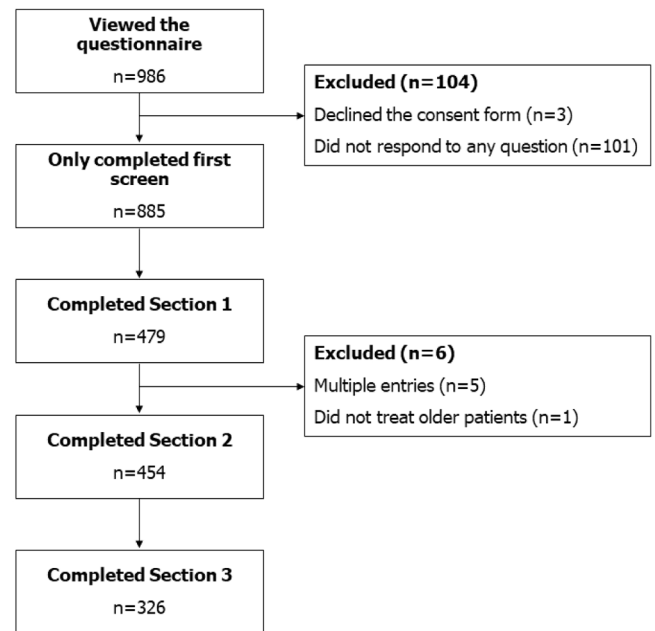 Viewed the
questionnaire
n=986
Excluded (n=104)
Declined the consent form (n=3)
Did not respond to any question (n=101)
Only completed first
screen
n=885
Completed Section 1
n=479
Excluded (n=6)
Multiple entries (n=5)
Did not treat older patients (n=1)
Completed Section 2
n=454
Completed Section 3
n=326